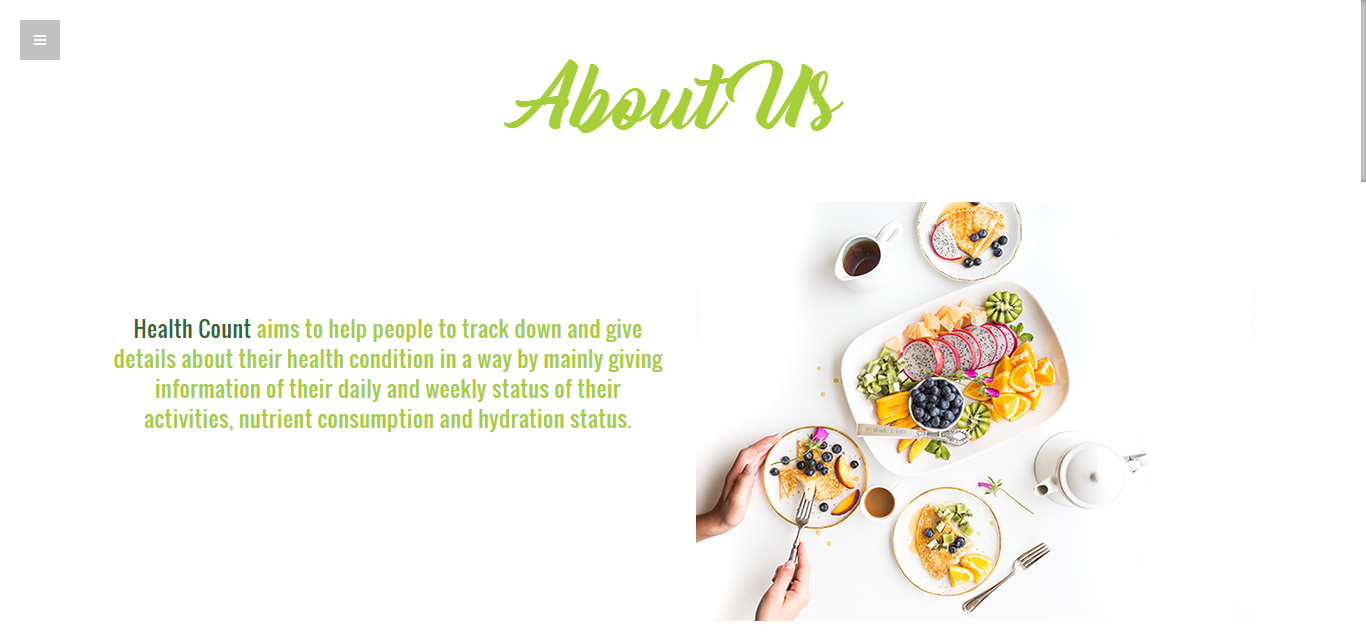 About Us
Health Count aims to help people to track down and give
details about their health condition in a way by mainly giving
information of their daily and weekly status of their
activities, nutrient consumption and hydration status.